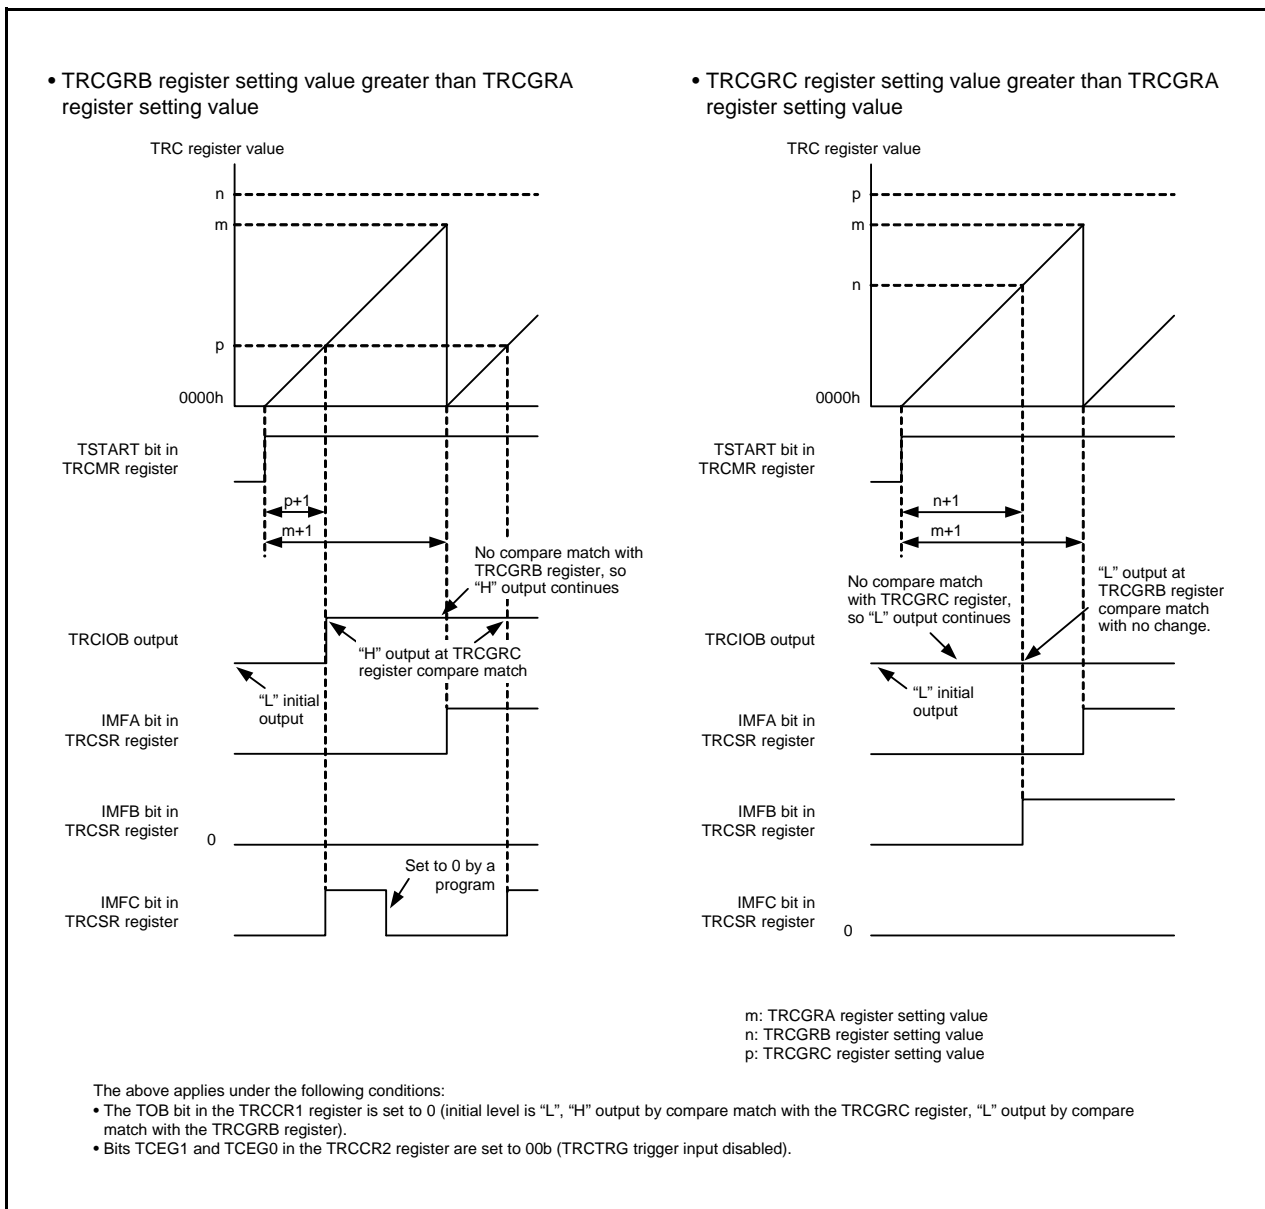 • TRCGRB register setting value greater than TRCGRA
register setting value
TRC register value
n
m
p
0000h
TSTART bit in
TRCMR register
p+1
m+1
No compare match with
TRCGRB register, so
“H” output continues
TRCIOB output
“H” output at TRCGRC
register compare match
“L” initial
output
IMFA bit in
TRCSR register
IMFB bit in
TRCSR register
0
Set to 0 by a
program
IMFC bit in
TRCSR register
• TRCGRC register setting value greater than TRCGRA
register setting value
TRC register value
p
m
n
0000h
TSTART bit in
TRCMR register
n+1
m+1
No compare match
with TRCGRC register,
so “L” output continues
“L” output at
TRCGRB register
compare match
with no change.
TRCIOB output
“L” initial
output
IMFA bit in
TRCSR register
IMFB bit in
TRCSR register
IMFC bit in
TRCSR register
0
m: TRCGRA register setting value
n: TRCGRB register setting value
p: TRCGRC register setting value
The above applies under the following conditions:
• The TOB bit in the TRCCR1 register is set to 0 (initial level is “L”, “H” output by compare match with the TRCGRC register, “L” output by compare
match with the TRCGRB register).
• Bits TCEG1 and TCEG0 in the TRCCR2 register are set to 00b (TRCTRG trigger input disabled).